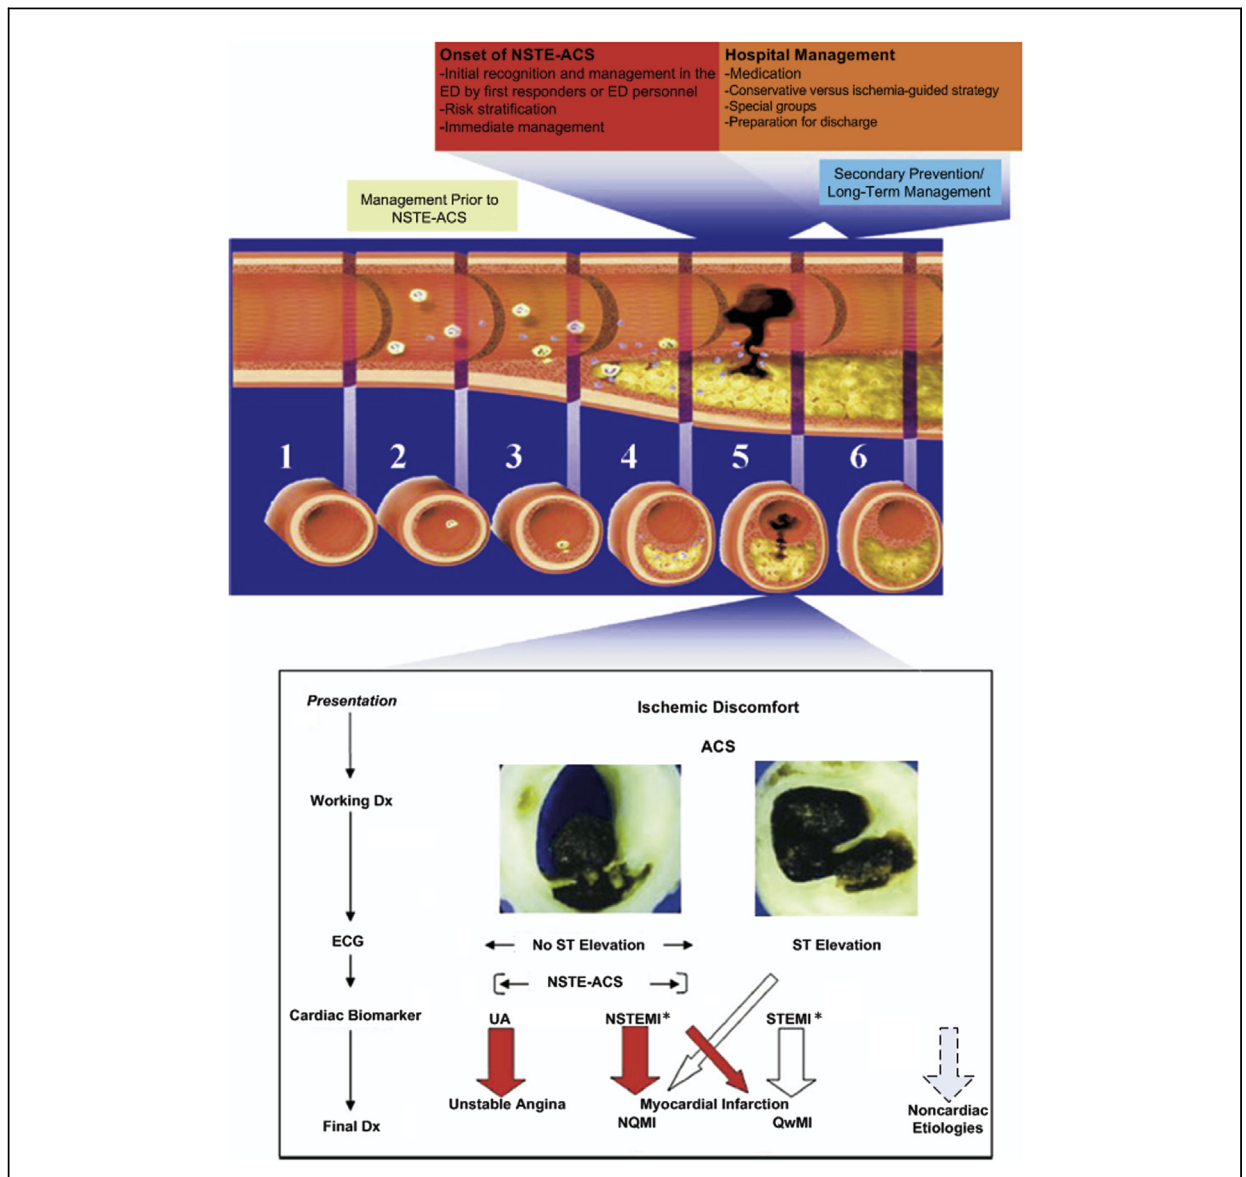 Onset of NSTE-ACS
-Initial recognition and management in the
ED by first responders or ED personnel
-Risk stratification
-Immediate management
Hospital Management
-Medication
-Conservative versus ischemia-guided strategy
-Special groups
-Preparation for discharge
Management Prior to
NSTE-ACS
Secondary Prevention/
Long-Term Management
1 2 3 4 5 6
Presentation
Ischemic Discomfort
ACS
Working Dx
ECG
No ST Elevation
ST Elevation
NSTE-ACS
Cardiac Biomarker
UA
NSTEMI*
STEMI*
Unstable Angina
Myocardial Infarction
Noncardiac
Etiologies
Final Dx
NQMI
QwMI